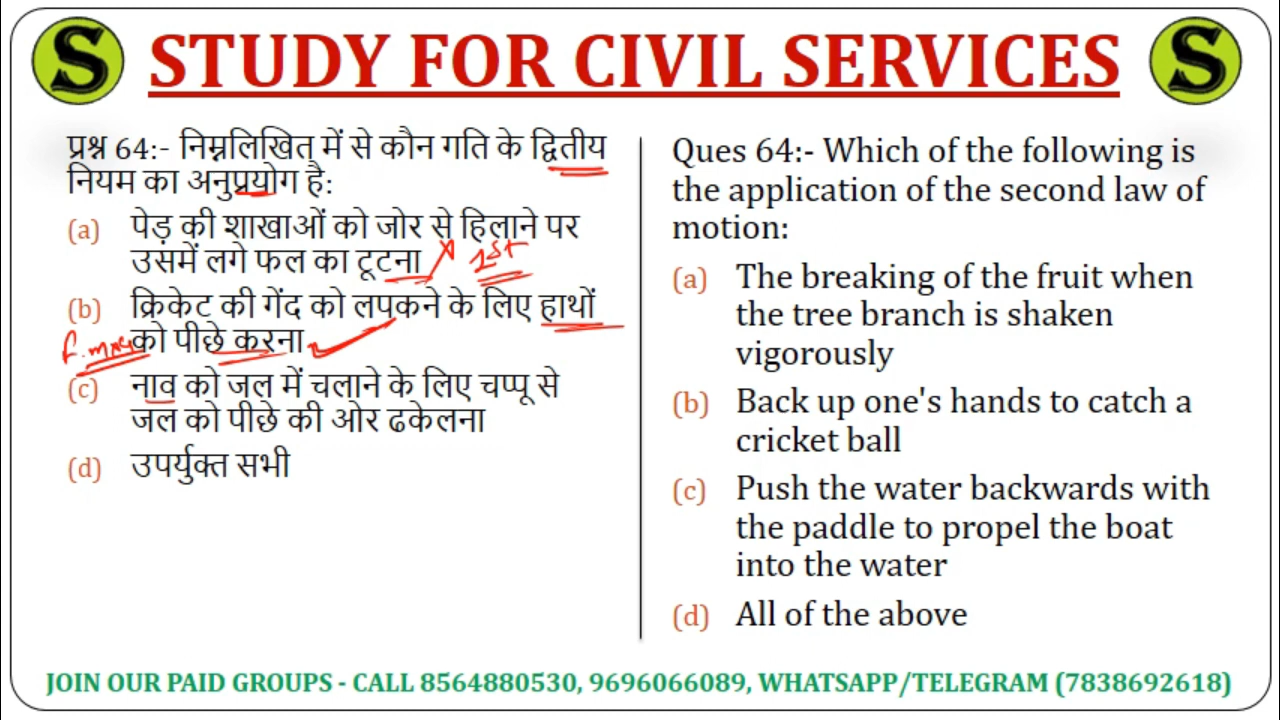 S
STUDY FOR CIVIL SERVICES
S
प्रश्न 64:- निम्नलिखित में से कौन गति के द्वितीय
नियम का अनुप्रयोग है:
(a) पेड़ की शाखाओं को जोर से हिलाने पर
उसमें लगे फल का टूटना
1st
(b) क्रिकेट की गेंद को लपकने के लिए हाथों
को पीछे करना
(c) नाव को जल में चलाने के लिए चप्पू से
जल को पीछे की ओर ढकेलना
(d) उपर्युक्त सभी
Ques 64:- Which of the following is
the application of the second law of
motion:
(a) The breaking of the fruit when
the tree branch is shaken
vigorously
(b) Back up one's hands to catch a
cricket ball
(c) Push the water backwards with
the paddle to propel the boat
into the water
(d) All of the above
JOIN OUR PAID GROUPS - CALL 8564880530, 9696066089, WHATSAPP/TELEGRAM (7838692618)